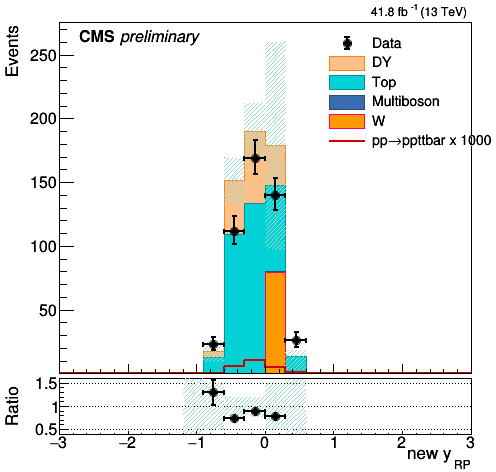 41.8 fb⁻¹ (13 TeV)
CMS preliminary
Events
Data
DY
Top
Multiboson
W
pp→ppttbar x 1000
250
200
150
100
50
Ratio
1.5
1
0.5
−3 −2 −1 0 1 2 3
new y_RP